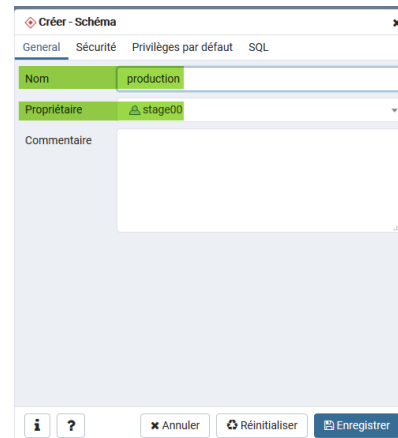 Créer - Schéma
General Sécurité Privilèges par défaut SQL
Nom production
Propriétaire stage00
Commentaire
i ? Annuler Réinitialiser Enregistrer